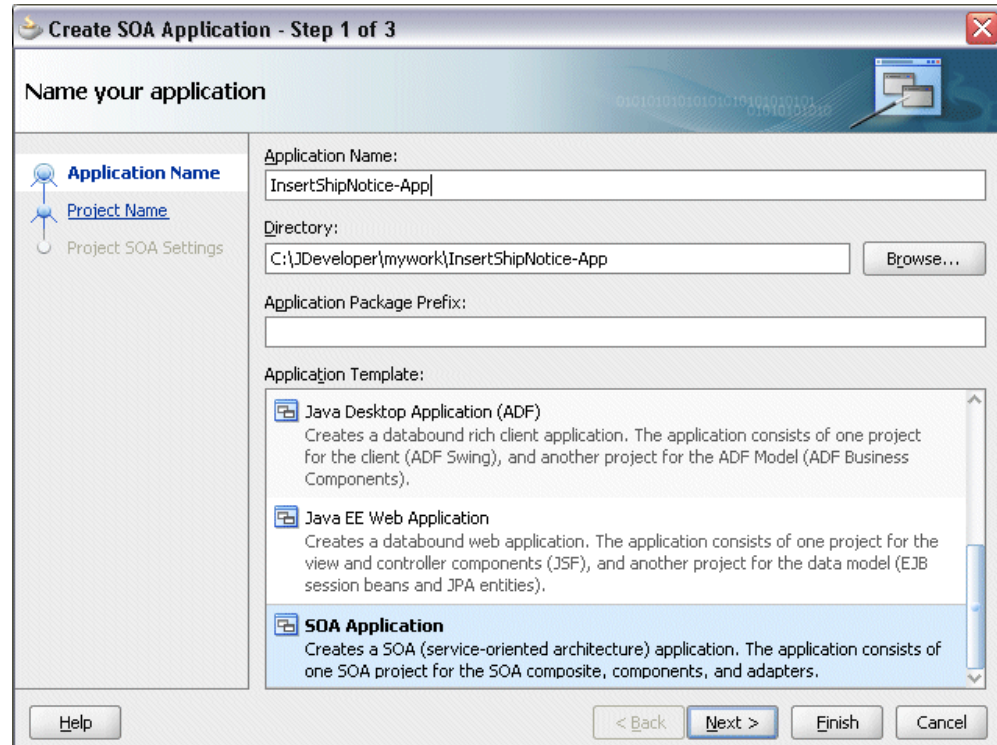 Create SOA Application - Step 1 of 3
Name your application
Application Name
Project Name
Project SOA Settings
Application Name:
InsertShipNotice-App
Directory:
C:\JDeveloper\mywork\InsertShipNotice-App
Browse...
Application Package Prefix:
Application Template:
Java Desktop Application (ADF)
Creates a databound rich client application. The application consists of one project
for the client (ADF Swing), and another project for the ADF Model (ADF Business
Components).
Java EE Web Application
Creates a databound web application. The application consists of one project for the
view and controller components (JSF), and another project for the data model (EJB
session beans and JPA entities).
SOA Application
Creates a SOA (service-oriented architecture) application. The application consists of
one SOA project for the SOA composite, components, and adapters.
Help
< Back
Next >
Finish
Cancel